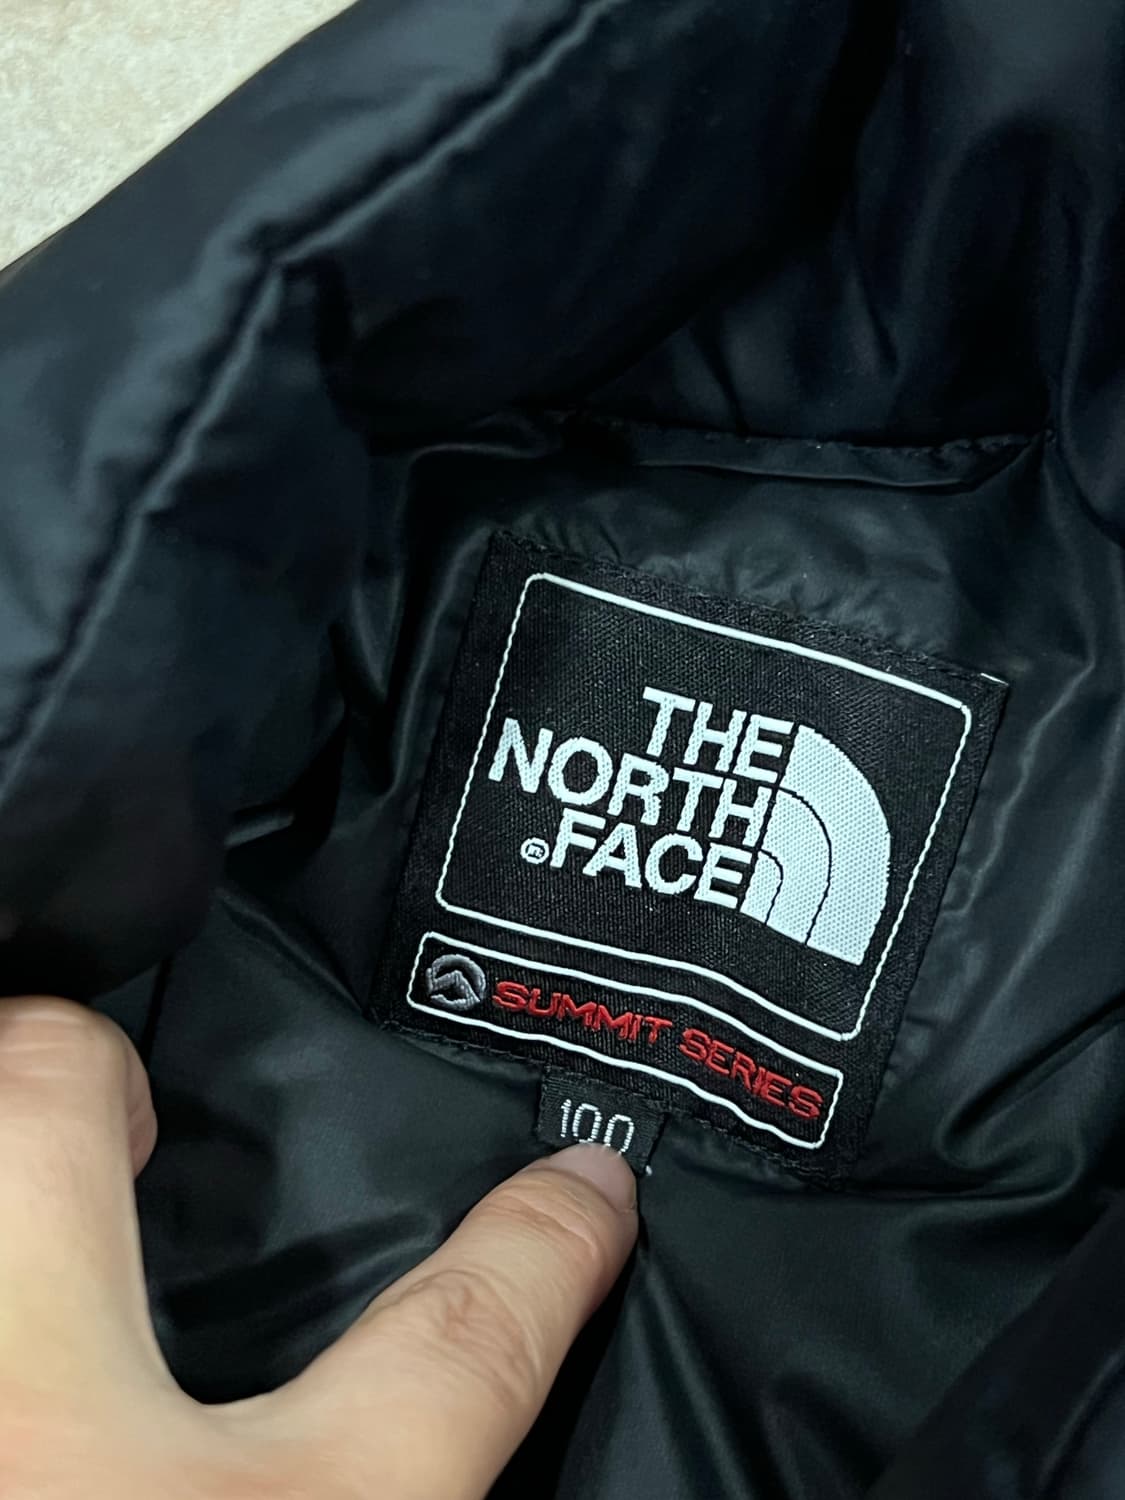 THE
NORTH
®FACE
SUMMIT SERIES
100